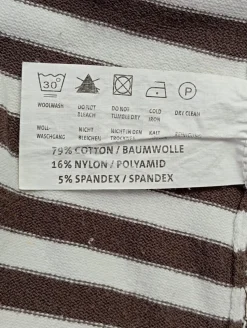 30° P
WOOLWASH DO NOT BLEACH DO NOT TUMBLE DRY COLD IRON DRY CLEAN
WOLL- WASCHGANG NICHT BLEICHEN NICHT IN DEN TROCKNER KALT
79% COTTON / BAUMWOLLE
16% NYLON / POLYAMID
5% SPANDEX / SPANDEX